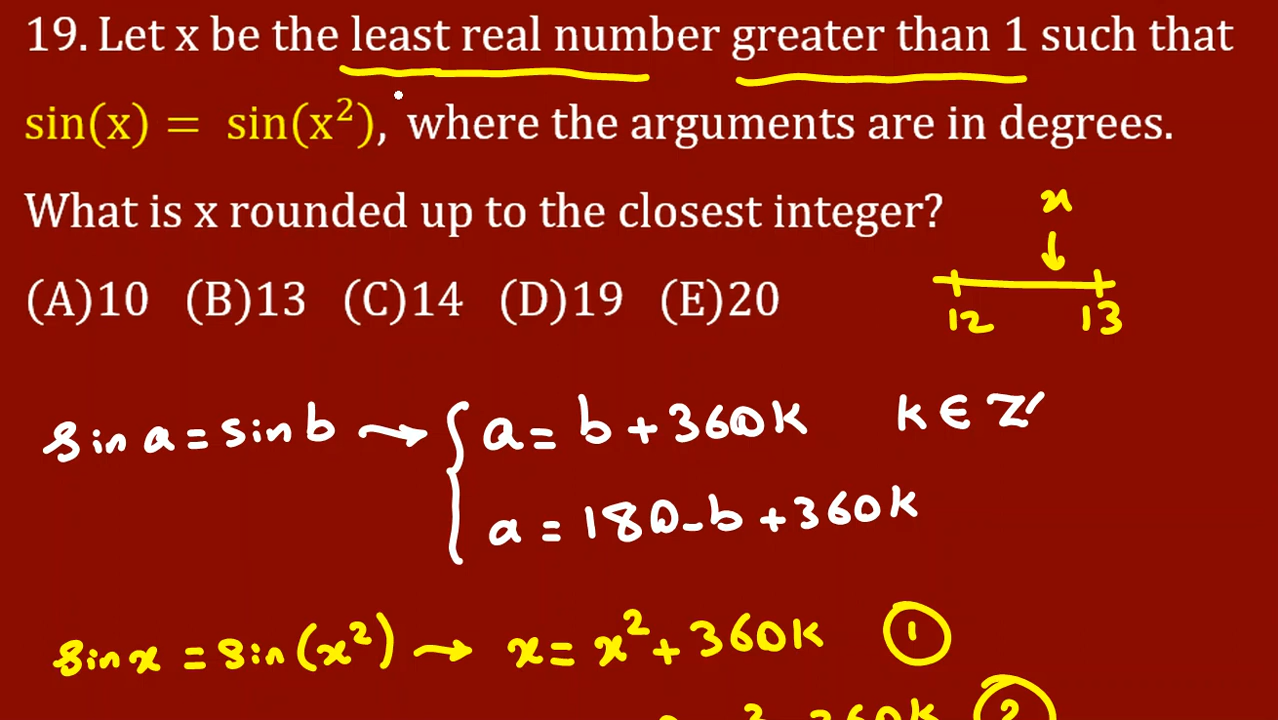 19. Let x be the least real number greater than 1 such that
sin(x) = sin(x²), where the arguments are in degrees.
What is x rounded up to the closest integer?
x
(A)10 (B)13 (C)14 (D)19 (E)20
12 13
sin a = sin b → { a = b + 360k k ∈ Z
a = 180 - b + 360k
sin x = sin(x²) → x = x² + 360k ①
2 360k ②